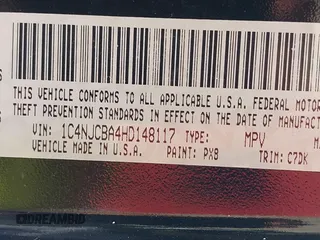 THIS VEHICLE CONFORMS TO ALL APPLICABLE U.S.A. FEDERAL MOTOR
THEFT PREVENTION STANDARDS IN EFFECT ON THE DATE OF MANUFACT
VIN: 1C4NJCBA4HD148117 TYPE: MPV
VEHICLE MADE IN U.S.A. PAINT: PX8 TRIM: C7DK
IDREAMBID